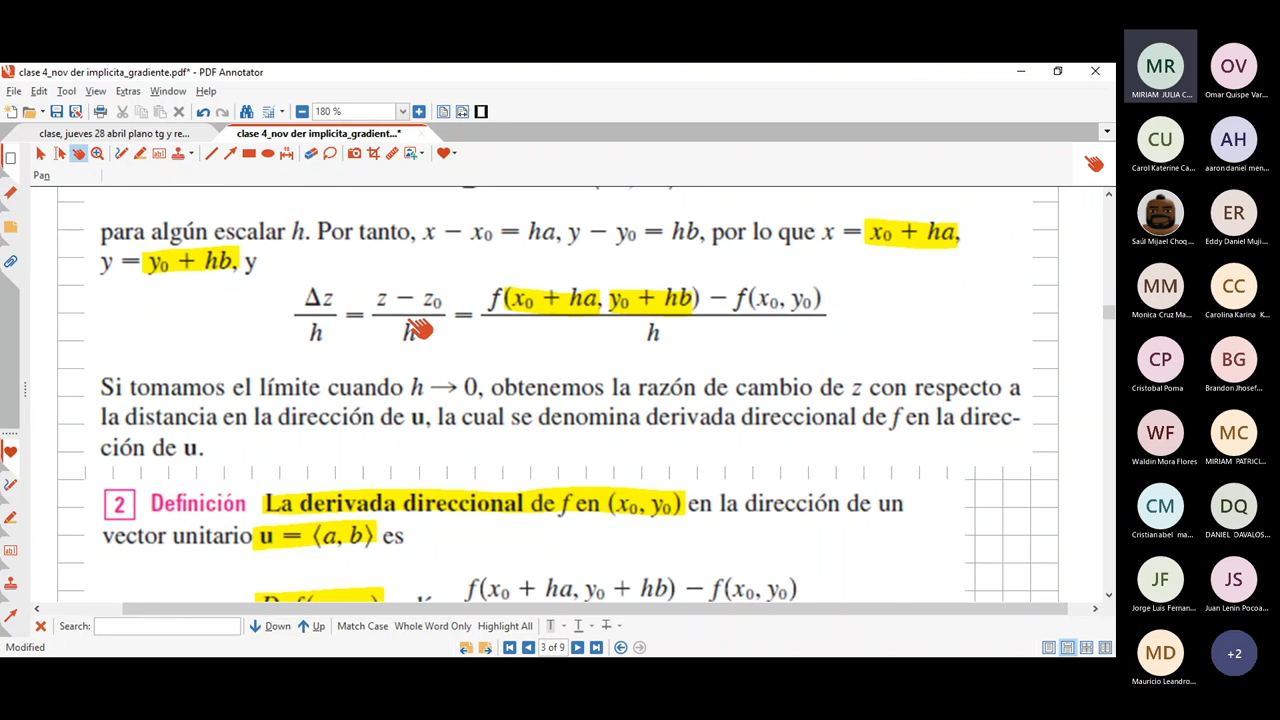 clase 4_nov der implicita_gradiente.pdf* - PDF Annotator
File Edit Tool View Extras Window Help
180 %
clase, jueves 28 abril plano tg y re...
clase 4_nov der implicita_gradient...*
Pan
para algún escalar h. Por tanto, x − x₀ = ha, y − y₀ = hb, por lo que x = x₀ + ha,
y = y₀ + hb, y
Δz/h = (z − z₀)/h = (f(x₀ + ha, y₀ + hb) − f(x₀, y₀))/h
Si tomamos el límite cuando h → 0, obtenemos la razón de cambio de z con respecto a
la distancia en la dirección de u, la cual se denomina derivada direccional de f en la direc-
ción de u.
2 Definición La derivada direccional de f en (x₀, y₀) en la dirección de un
vector unitario u = ⟨a, b⟩ es
f(x₀ + ha, y₀ + hb) − f(x₀, y₀)
Search: Down Up Match Case Whole Word Only Highlight All
Modified
3 of 9
MR
MIRIAM JULIA C...
OV
Omar Quispe Var...
CU
Carol Katerine Ca...
AH
aaron daniel men...
Saúl Mijael Choq...
ER
Eddy Daniel Muji...
MM
Monica Cruz Ma...
CC
Carolina Karina K...
CP
Cristobal Poma
BG
Brandon Jhosef...
WF
Waldin Mora Flores
MC
MIRIAM PATRICI...
CM
Cristian abel ma...
DQ
DANIEL DAVALOS...
JF
Jorge Luis Fernan...
JS
Juan Lenin Pocoa...
MD
Mauricio Leandro...
+2